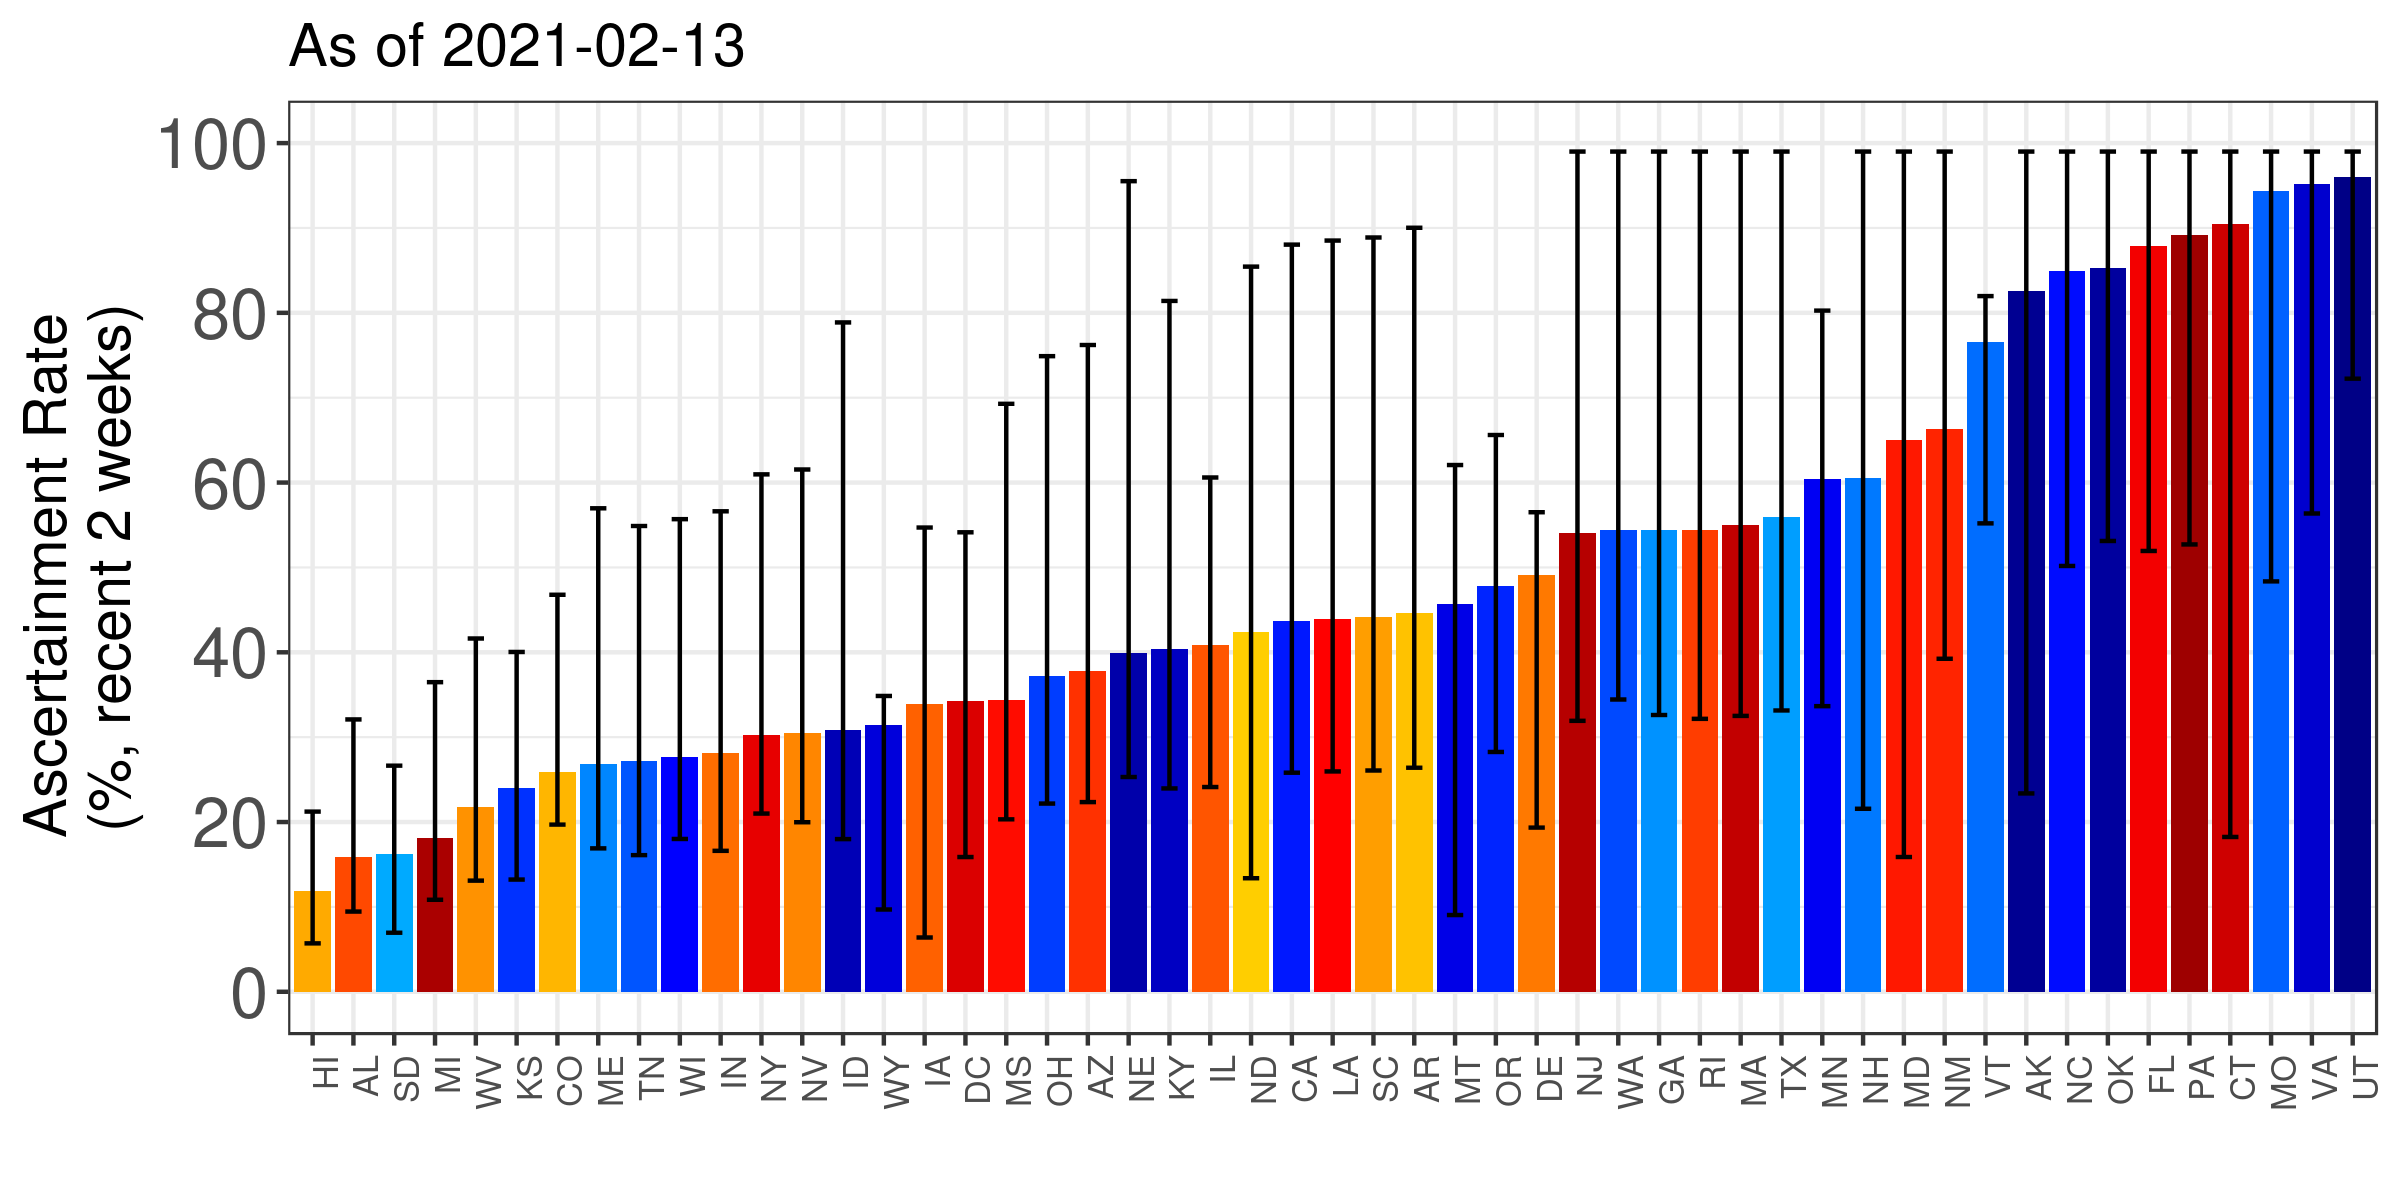 As of 2021-02-13
Ascertainment Rate
(%, recent 2 weeks)
100
80
60
40
20
0
HI AL SD MI WV KS CO ME TN WI IN NY NV ID WY IA DC MS OH AZ NE KY IL ND CA LA SC AR MT OR DE NJ WA GA RI MA TX MN NH MD NM VT AK NC OK FL PA CT MO VA UT